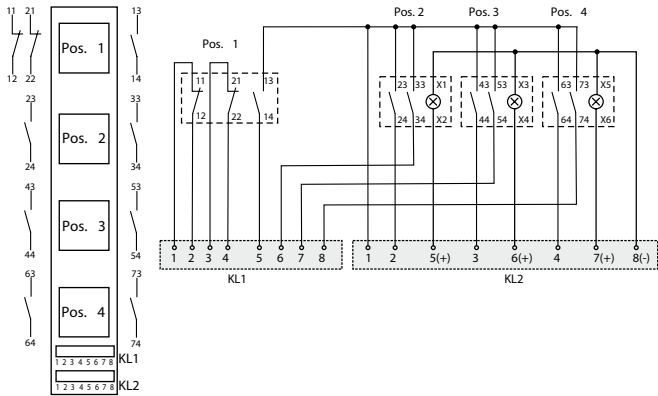 11 21
13
Pos. 1
12 22
14
23
33
Pos. 2
24
34
43
53
Pos. 3
44
54
63
73
Pos. 4
64
74
1 2 3 4 5 6 7 8
KL1
1 2 3 4 5 6 7 8
KL2
Pos. 2 Pos. 3 Pos. 4
Pos. 1
11 21 13
12 22 14
23 33 X1 43 53 X3 63 73 X5
24 34 X2 44 54 X4 64 74 X6
1 2 3 4 5 6 7 8
KL1
1 2 5(+) 3 6(+) 4 7(+) 8(-)
KL2